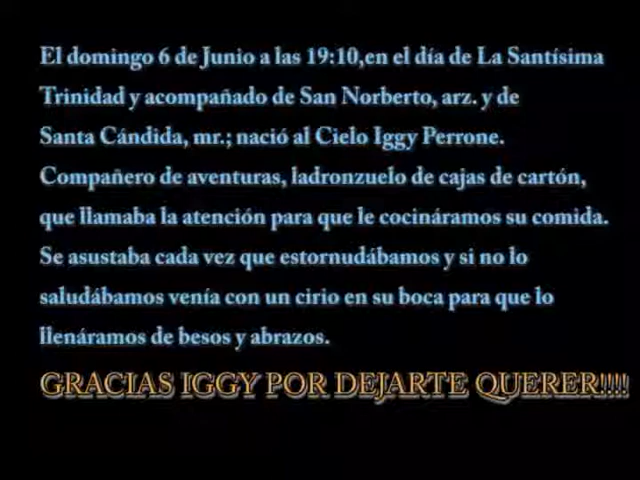 El domingo 6 de Junio a las 19:10,en el día de La Santísima
Trinidad y acompañado de San Norberto, arz. y de
Santa Cándida, mr.; nació al Cielo Iggy Perrone.
Compañero de aventuras, ladronzuelo de cajas de cartón,
que llamaba la atención para que le cocináramos su comida.
Se asustaba cada vez que estornudábamos y si no lo
saludábamos venía con un cirio en su boca para que lo
llenáramos de besos y abrazos.
GRACIAS IGGY POR DEJARTE QUERER!!!!